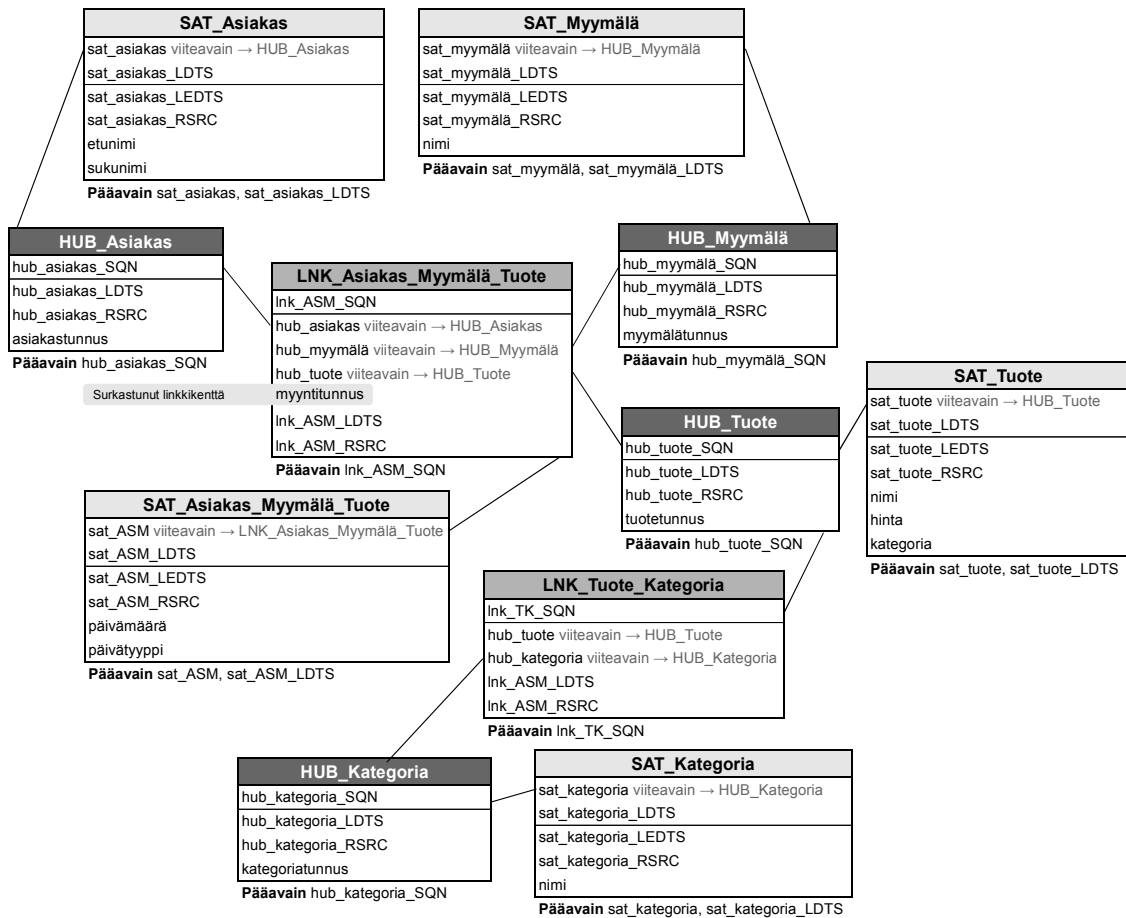 SAT_Asiakas
sat_asiakas viiteavain → HUB_Asiakas
sat_asiakas_LDTS
sat_asiakas_LEDTS
sat_asiakas_RSRC
etunimi
sukunimi
Pääavain sat_asiakas, sat_asiakas_LDTS
SAT_Myymälä
sat_myymälä viiteavain → HUB_Myymälä
sat_myymälä_LDTS
sat_myymälä_LEDTS
sat_myymälä_RSRC
nimi
Pääavain sat_myymälä, sat_myymälä_LDTS
HUB_Asiakas
hub_asiakas_SQN
hub_asiakas_LDTS
hub_asiakas_RSRC
asiakastunnus
Pääavain hub_asiakas_SQN
LNK_Asiakas_Myymälä_Tuote
lnk_ASM_SQN
hub_asiakas viiteavain → HUB_Asiakas
hub_myymälä viiteavain → HUB_Myymälä
hub_tuote viiteavain → HUB_Tuote
Surkastunut linkkikenttä myyntitunnus
lnk_ASM_LDTS
lnk_ASM_RSRC
Pääavain lnk_ASM_SQN
HUB_Myymälä
hub_myymälä_SQN
hub_myymälä_LDTS
hub_myymälä_RSRC
myymälätunnus
Pääavain hub_myymälä_SQN
HUB_Tuote
hub_tuote_SQN
hub_tuote_LDTS
hub_tuote_RSRC
tuotetunnus
Pääavain hub_tuote_SQN
SAT_Tuote
sat_tuote viiteavain → HUB_Tuote
sat_tuote_LDTS
sat_tuote_LEDTS
sat_tuote_RSRC
nimi
hinta
kategoria
Pääavain sat_tuote, sat_tuote_LDTS
SAT_Asiakas_Myymälä_Tuote
sat_ASM viiteavain → LNK_Asiakas_Myymälä_Tuote
sat_ASM_LDTS
sat_ASM_LEDTS
sat_ASM_RSRC
päivämäärä
päivätyyppi
Pääavain sat_ASM, sat_ASM_LDTS
LNK_Tuote_Kategoria
lnk_TK_SQN
hub_tuote viiteavain → HUB_Tuote
hub_kategoria viiteavain → HUB_Kategoria
lnk_ASM_LDTS
lnk_ASM_RSRC
Pääavain lnk_TK_SQN
HUB_Kategoria
hub_kategoria_SQN
hub_kategoria_LDTS
hub_kategoria_RSRC
kategoriatunnus
Pääavain hub_kategoria_SQN
SAT_Kategoria
sat_kategoria viiteavain → HUB_Kategoria
sat_kategoria_LDTS
sat_kategoria_LEDTS
sat_kategoria_RSRC
nimi
Pääavain sat_kategoria, sat_kategoria_LDTS